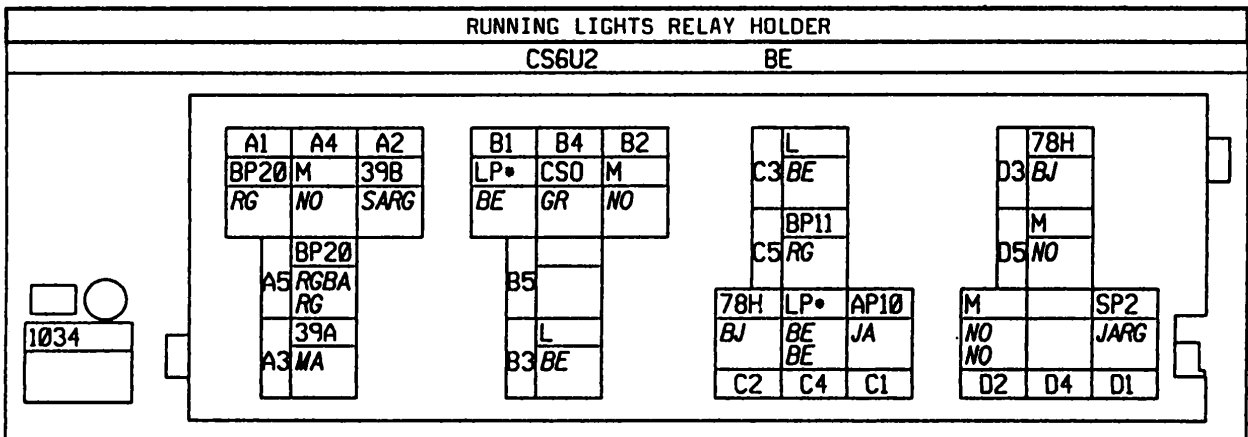 RUNNING LIGHTS RELAY HOLDER
CS6U2 BE
A1 A4 A2
BP20 M 39B
RG NO SARG
A5 BP20
RGBA
RG
A3 39A
MA
B1 B4 B2
LP• CSO M
BE GR NO
B5
B3 L
BE
C3 L
BE
C5 BP11
RG
78H LP• AP10
BJ BE JA
BE
C2 C4 C1
D3 78H
BJ
D5 M
NO
M SP2
NO JARG
NO
D2 D4 D1
1034